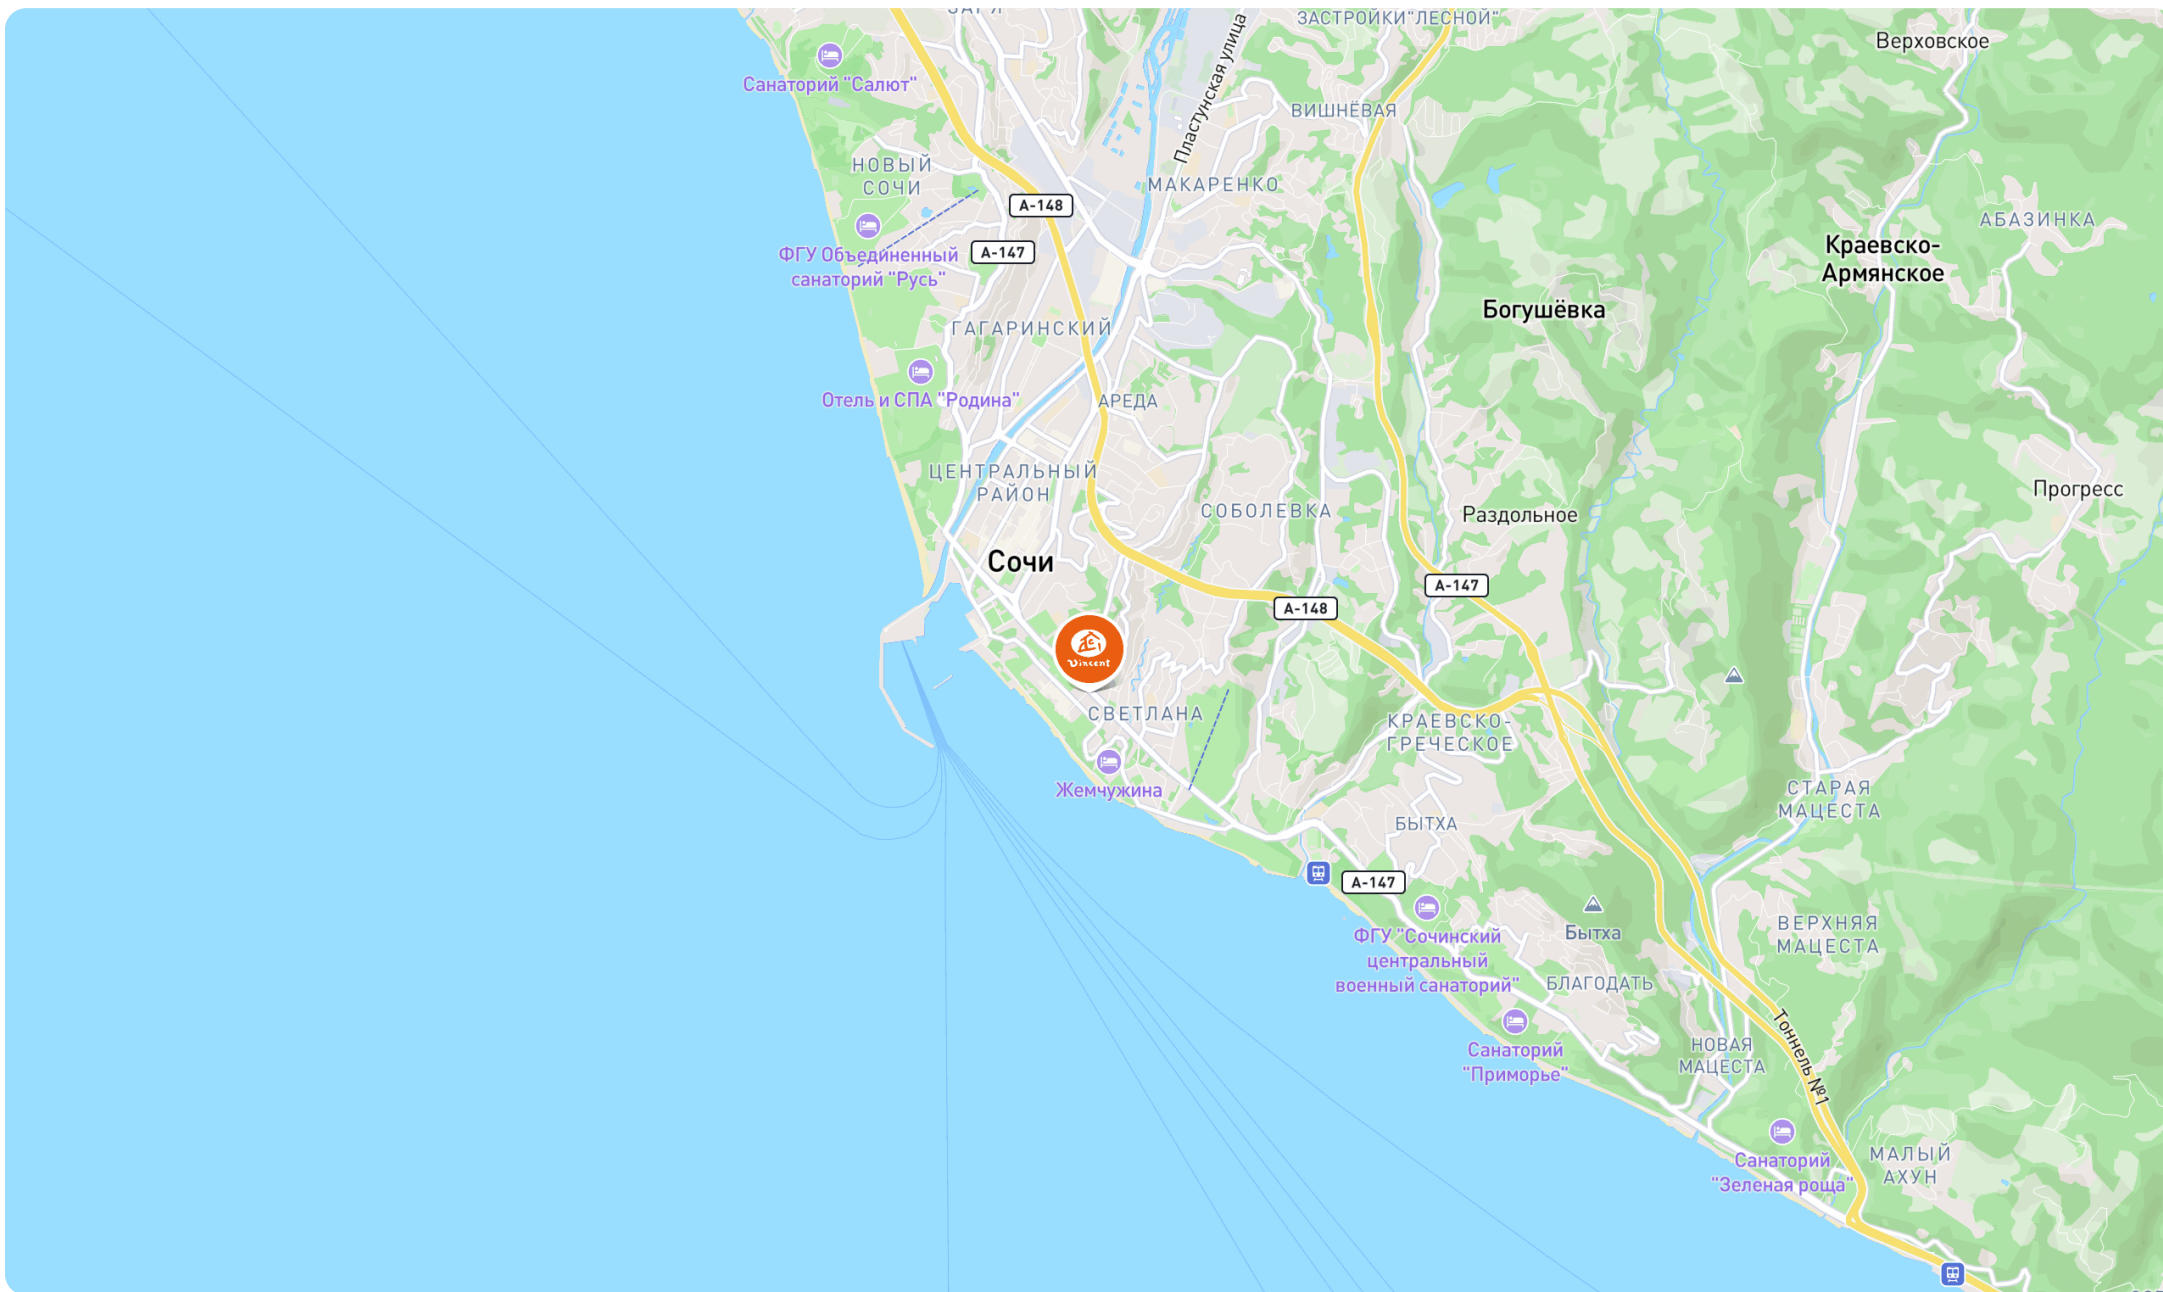 ЗАРЯ
ЗАСТРОЙКИ"ЛЕСНОЙ"
Верховское
Санаторий "Салют"
Пластунская улица
ВИШНЁВАЯ
НОВЫЙ
СОЧИ
МАКАРЕНКО
А-148
АБАЗИНКА
ФГУ Объединенный
санаторий "Русь"
А-147
Краевско-
Армянское
Богушёвка
ГАГАРИНСКИЙ
Отель и СПА "Родина"
АРЕДА
ЦЕНТРАЛЬНЫЙ
РАЙОН
Прогресс
СОБОЛЕВКА
Раздольное
Сочи
А-147
А-148
Vincent
СВЕТЛАНА
КРАЕВСКО-
ГРЕЧЕСКОЕ
Жемчужина
СТАРАЯ
МАЦЕСТА
БЫТХА
А-147
ФГУ "Сочинский
центральный
военный санаторий"
Бытха
ВЕРХНЯЯ
МАЦЕСТА
БЛАГОДАТЬ
Санаторий
"Приморье"
НОВАЯ
МАЦЕСТА
Тоннель №1
Санаторий
"Зеленая роща"
МАЛЫЙ
АХУН